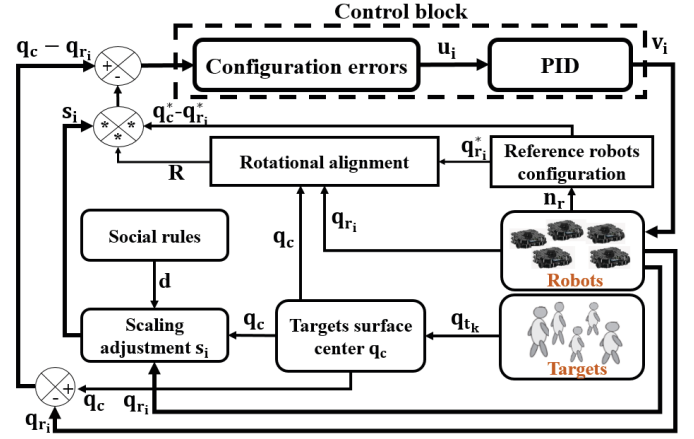 Control block
q_c − q_{r_i}
+
-
Configuration errors
u_i
PID
v_i
s_i
* * *
q_c^*-q_{r_i}^*
R
Rotational alignment
q_{r_i}^*
Reference robots
configuration
n_r
q_c
q_{r_i}
Robots
Social rules
d
Scaling
adjustment s_i
q_c
Targets surface
center q_c
q_{t_k}
Targets
-
+
q_c
q_{r_i}
q_{r_i}